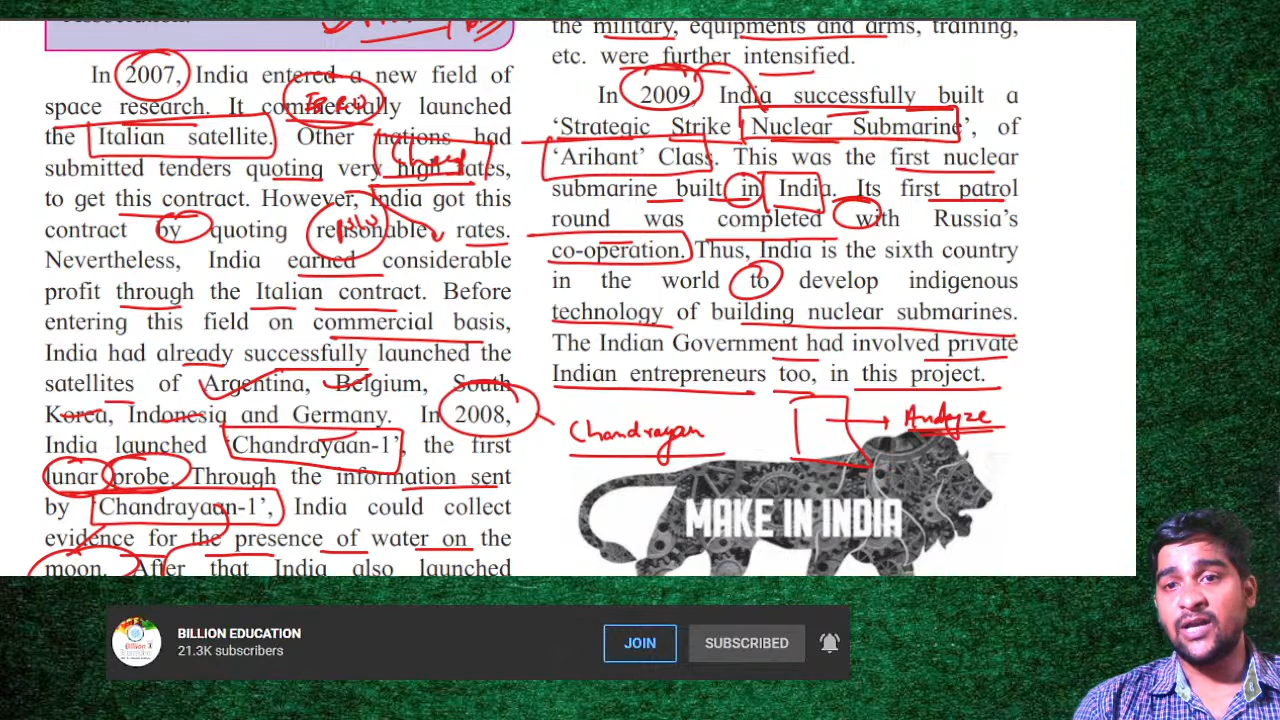 Association.
In 2007, India entered a new field of
space research. It commercially launched
the Italian satellite. Other nations had
submitted tenders quoting very high rates,
to get this contract. However, India got this
contract by quoting reasonable rates.
Nevertheless, India earned considerable
profit through the Italian contract. Before
entering this field on commercial basis,
India had already successfully launched the
satellites of Argentina, Belgium, South
Korea, Indonesia and Germany. In 2008,
India launched 'Chandrayaan-1', the first
lunar probe. Through the information sent
by 'Chandrayaan-1', India could collect
evidence for the presence of water on the
moon. After that India also launched
the military, equipments and arms, training,
etc. were further intensified.
In 2009, India successfully built a
'Strategic Strike Nuclear Submarine', of
'Arihant' Class. This was the first nuclear
submarine built in India. Its first patrol
round was completed with Russia's
co-operation. Thus, India is the sixth country
in the world to develop indigenous
technology of building nuclear submarines.
The Indian Government had involved private
Indian entrepreneurs too, in this project.
Chandrayan
Analyze
MAKE IN INDIA
BILLION EDUCATION
21.3K subscribers
JOIN
SUBSCRIBED